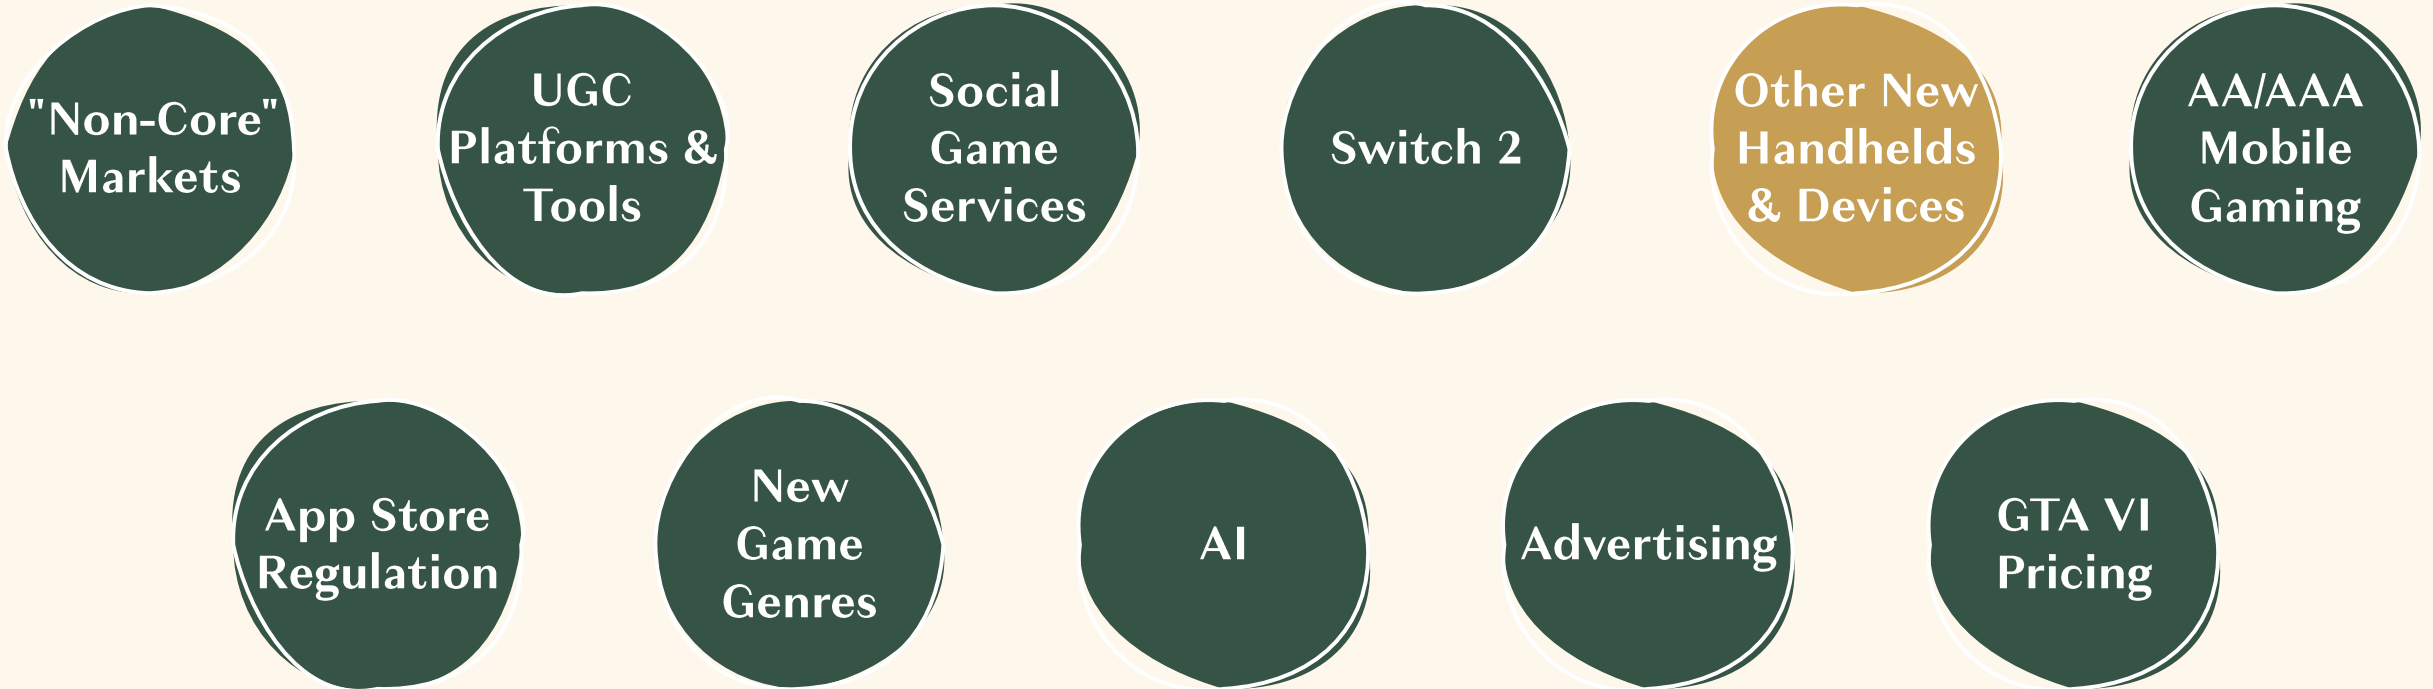 "Non-Core"
Markets
UGC
Platforms &
Tools
Social
Game
Services
Switch 2
Other New
Handhelds
& Devices
AA/AAA
Mobile
Gaming
App Store
Regulation
New
Game
Genres
AI
Advertising
GTA VI
Pricing